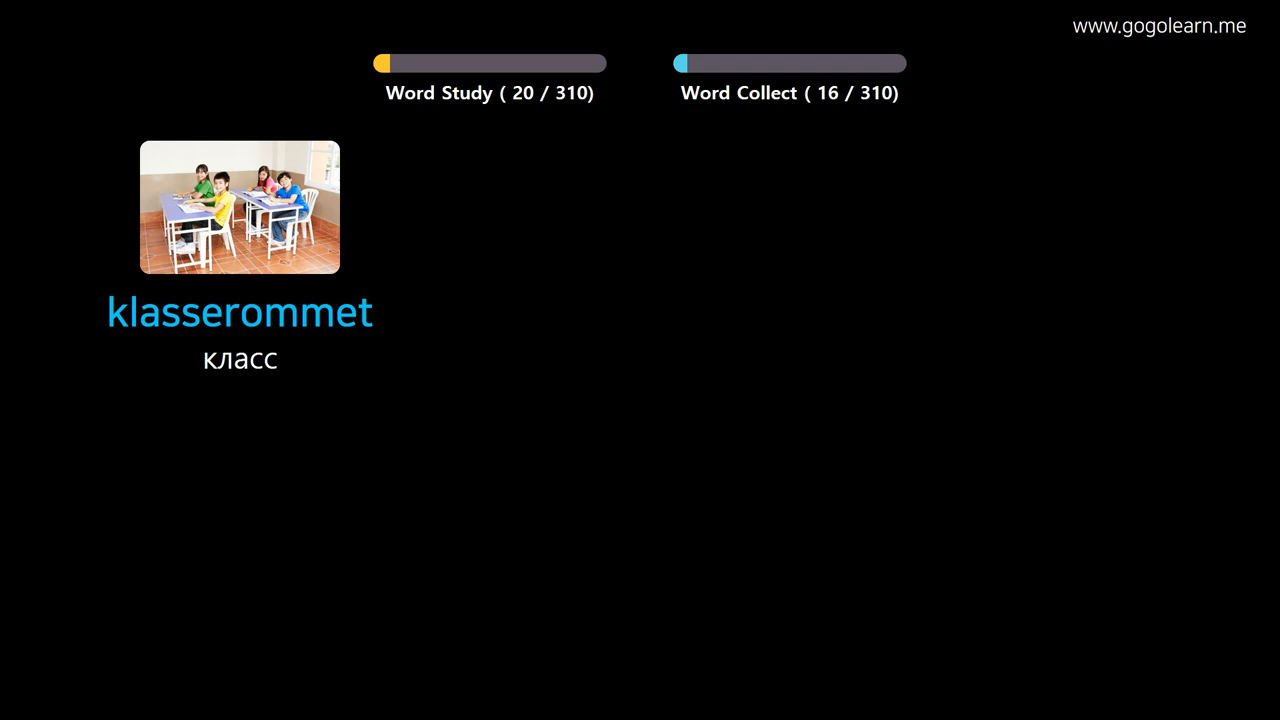 www.gogolearn.me
Word Study ( 20 / 310)
Word Collect ( 16 / 310)
klasserommet
класс